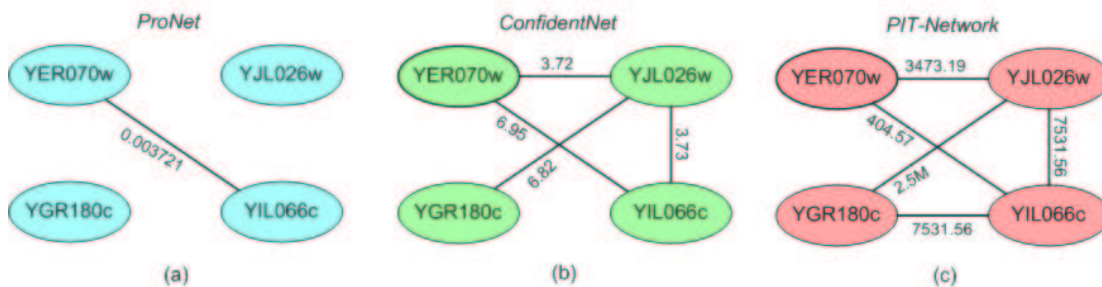 ProNet
YER070w
YJL026w
0.003721
YGR180c
YIL066c
(a)
ConfidentNet
YER070w
3.72
YJL026w
6.95
3.73
6.82
YGR180c
YIL066c
(b)
PIT-Network
YER070w
3473.19
YJL026w
404.57
7531.56
2.5M
YGR180c
7531.56
YIL066c
(c)